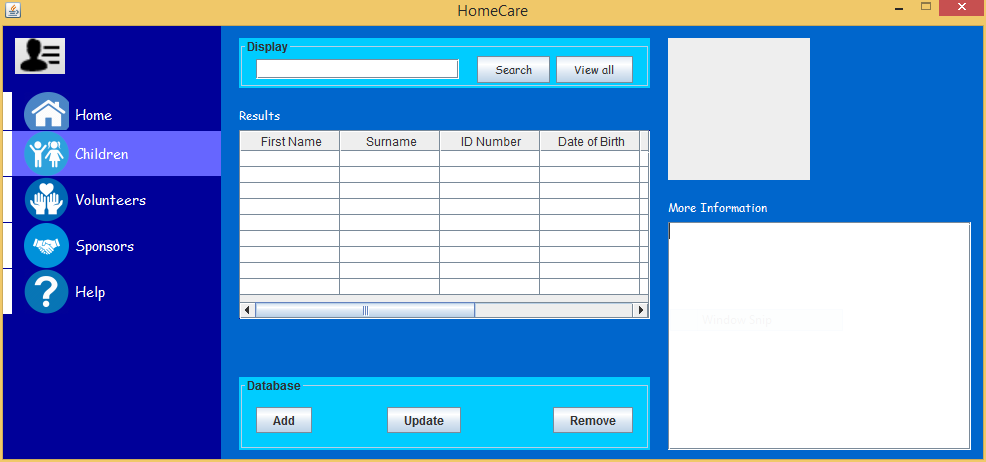 HomeCare
Home
Children
Volunteers
Sponsors
Help
Display
Search View all
Results
First Name Surname ID Number Date of Birth
Database
Add Update Remove
More Information
Window Snip